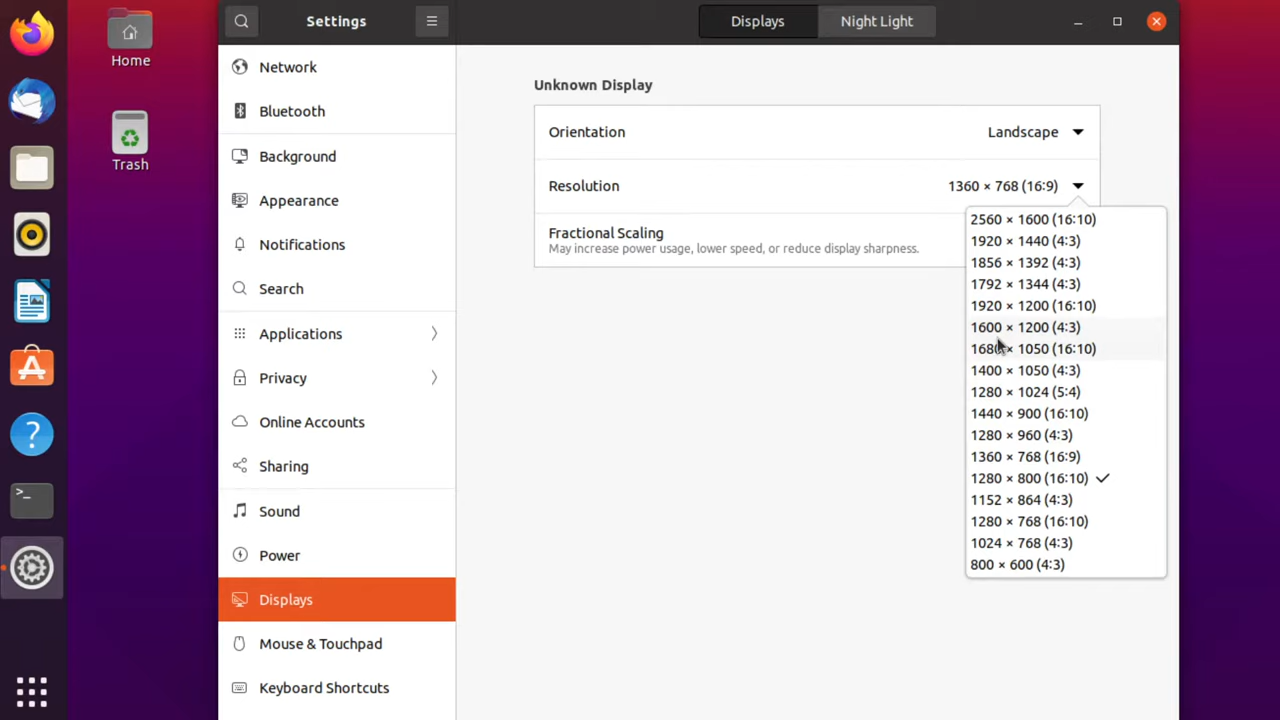 Home
Trash
Settings
Displays
Night Light
Network
Bluetooth
Background
Appearance
Notifications
Search
Applications
Privacy
Online Accounts
Sharing
Sound
Power
Displays
Mouse & Touchpad
Keyboard Shortcuts
Unknown Display
Orientation
Landscape
Resolution
1360 × 768 (16:9)
Fractional Scaling
May increase power usage, lower speed, or reduce display sharpness.
2560 × 1600 (16:10)
1920 × 1440 (4:3)
1856 × 1392 (4:3)
1792 × 1344 (4:3)
1920 × 1200 (16:10)
1600 × 1200 (4:3)
1680 × 1050 (16:10)
1400 × 1050 (4:3)
1280 × 1024 (5:4)
1440 × 900 (16:10)
1280 × 960 (4:3)
1360 × 768 (16:9)
1280 × 800 (16:10)
1152 × 864 (4:3)
1280 × 768 (16:10)
1024 × 768 (4:3)
800 × 600 (4:3)